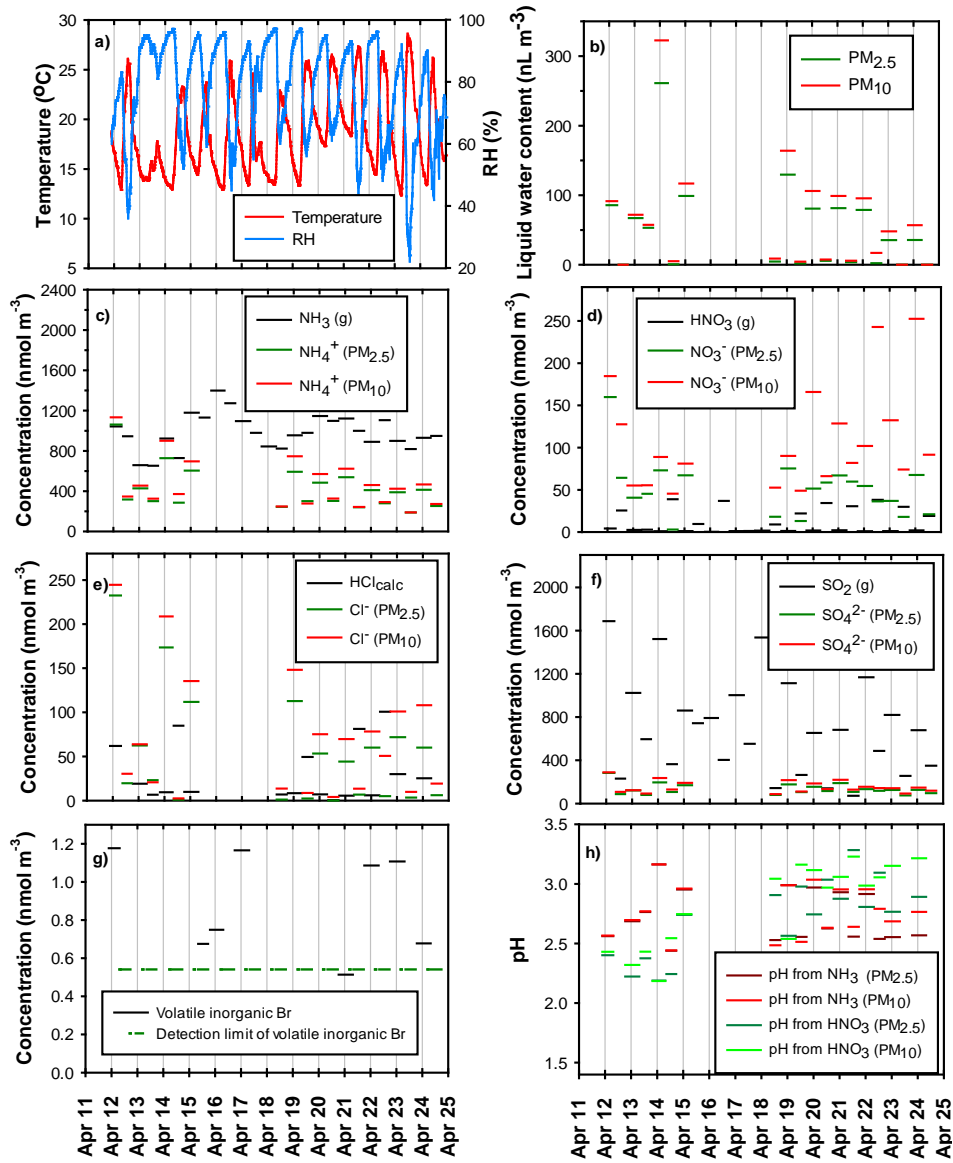 a)
Temperature (ºC)
30
25
20
15
10
5
100
80
60
40
20
RH (%)
Temperature
RH
b)
Liquid water content (nL m-3)
350
300
250
200
150
100
50
0
PM2.5
PM10
c)
Concentration (nmol m-3)
2400
2000
1600
1200
800
400
0
NH3 (g)
NH4+ (PM2.5)
NH4+ (PM10)
d)
Concentration (nmol m-3)
250
200
150
100
50
0
HNO3 (g)
NO3- (PM2.5)
NO3- (PM10)
e)
Concentration (nmol m-3)
250
200
150
100
50
0
HClcalc
Cl- (PM2.5)
Cl- (PM10)
f)
Concentration (nmol m-3)
2000
1600
1200
800
400
0
SO2 (g)
SO42- (PM2.5)
SO42- (PM10)
g)
Concentration (nmol m-3)
1.2
1.0
0.8
0.6
0.4
0.2
0.0
Volatile inorganic Br
Detection limit of volatile inorganic Br
h)
pH
3.5
3.0
2.5
2.0
1.5
pH from NH3 (PM2.5)
pH from NH3 (PM10)
pH from HNO3 (PM2.5)
pH from HNO3 (PM10)
Apr 11
Apr 12
Apr 13
Apr 14
Apr 15
Apr 16
Apr 17
Apr 18
Apr 19
Apr 20
Apr 21
Apr 22
Apr 23
Apr 24
Apr 25
Apr 11
Apr 12
Apr 13
Apr 14
Apr 15
Apr 16
Apr 17
Apr 18
Apr 19
Apr 20
Apr 21
Apr 22
Apr 23
Apr 24
Apr 25